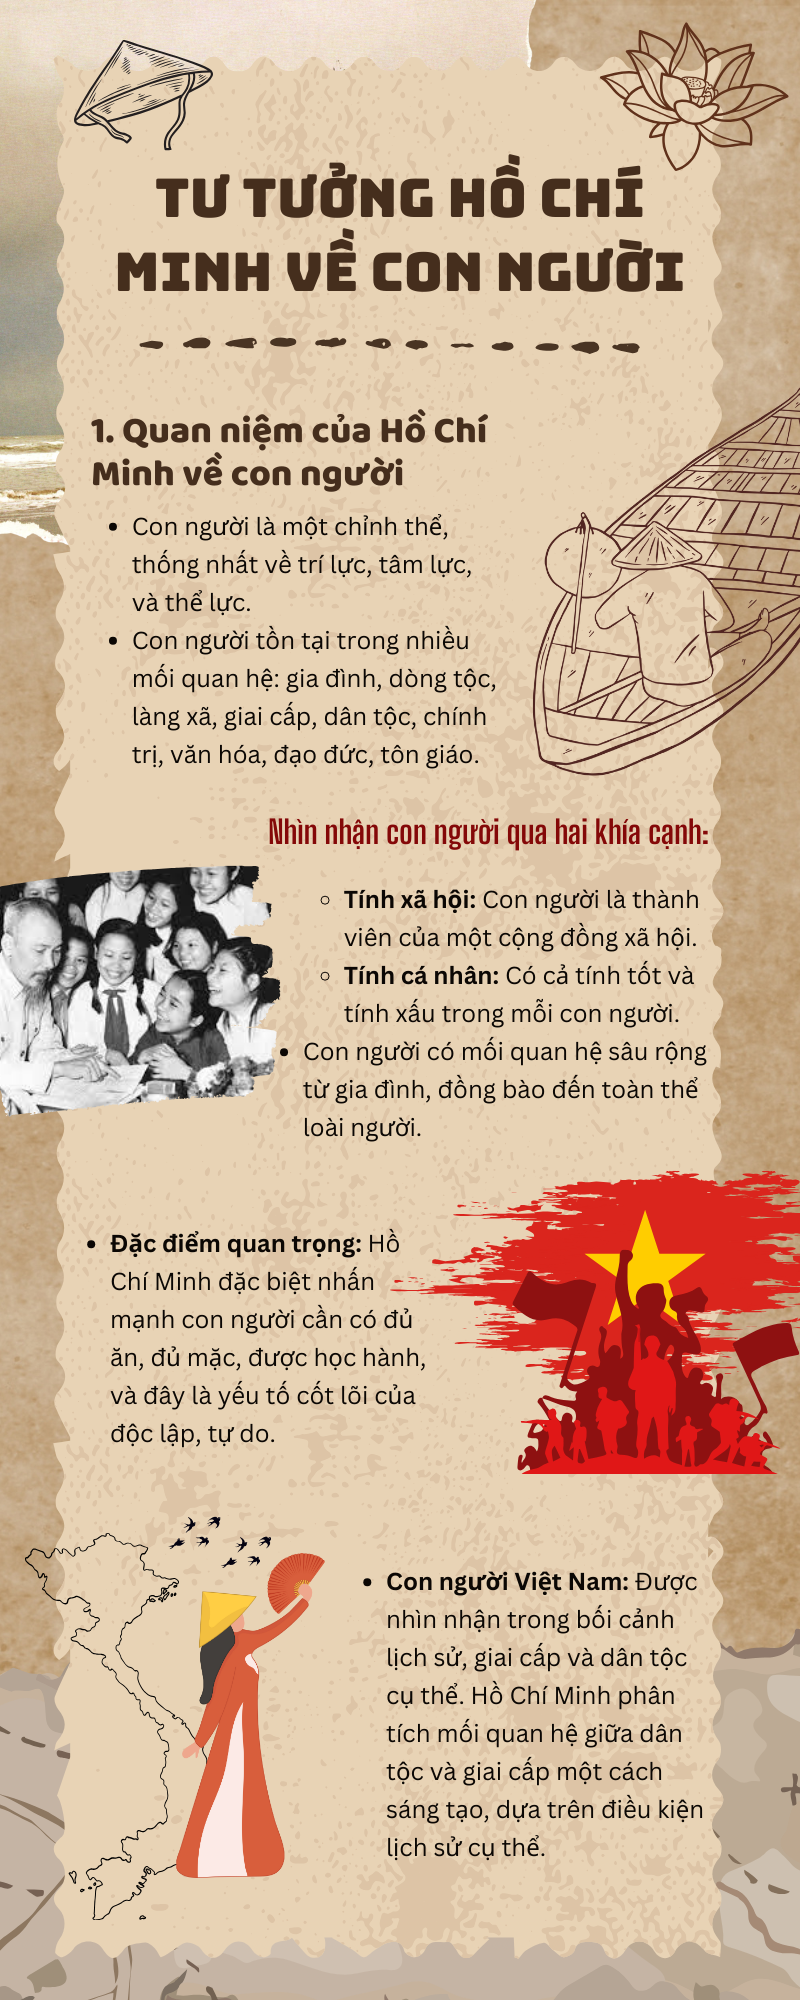 TƯ TƯỞNG HỒ CHÍ
MINH VỀ CON NGƯỜI
1. Quan niệm của Hồ Chí
Minh về con người
• Con người là một chỉnh thể,
thống nhất về trí lực, tâm lực,
và thể lực.
• Con người tồn tại trong nhiều
mối quan hệ: gia đình, dòng tộc,
làng xã, giai cấp, dân tộc, chính
trị, văn hóa, đạo đức, tôn giáo.
Nhìn nhận con người qua hai khía cạnh:
◦ Tính xã hội: Con người là thành
viên của một cộng đồng xã hội.
◦ Tính cá nhân: Có cả tính tốt và
tính xấu trong mỗi con người.
• Con người có mối quan hệ sâu rộng
từ gia đình, đồng bào đến toàn thể
loài người.
• Đặc điểm quan trọng: Hồ
Chí Minh đặc biệt nhấn
mạnh con người cần có đủ
ăn, đủ mặc, được học hành,
và đây là yếu tố cốt lõi của
độc lập, tự do.
• Con người Việt Nam: Được
nhìn nhận trong bối cảnh
lịch sử, giai cấp và dân tộc
cụ thể. Hồ Chí Minh phân
tích mối quan hệ giữa dân
tộc và giai cấp một cách
sáng tạo, dựa trên điều kiện
lịch sử cụ thể.